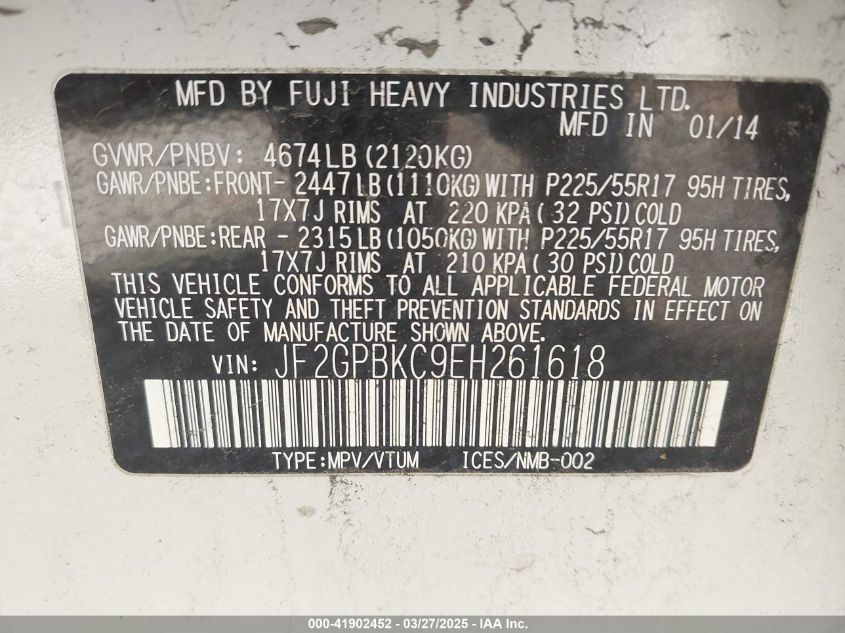 MFD BY FUJI HEAVY INDUSTRIES LTD.
MFD IN 01/14
GVWR/PNBV: 4674LB(2120KG)
GAWR/PNBE:FRONT-2447LB(1110KG)WITH P225/55R17 95H TIRES,
17X7J RIMS AT 220 KPA(32 PSI)COLD
GAWR/PNBE:REAR -2315LB(1050KG)WITH P225/55R17 95H TIRES,
17X7J RIMS AT 210 KPA(30 PSI)COLD
THIS VEHICLE CONFORMS TO ALL APPLICABLE FEDERAL MOTOR
VEHICLE SAFETY AND THEFT PREVENTION STANDARDS IN EFFECT ON
THE DATE OF MANUFACTURE SHOWN ABOVE.
VIN: JF2GPBKC9EH261618
TYPE:MPV/VTUM ICES/NMB-002
000-41902452 - 03/27/2025 - IAA Inc.